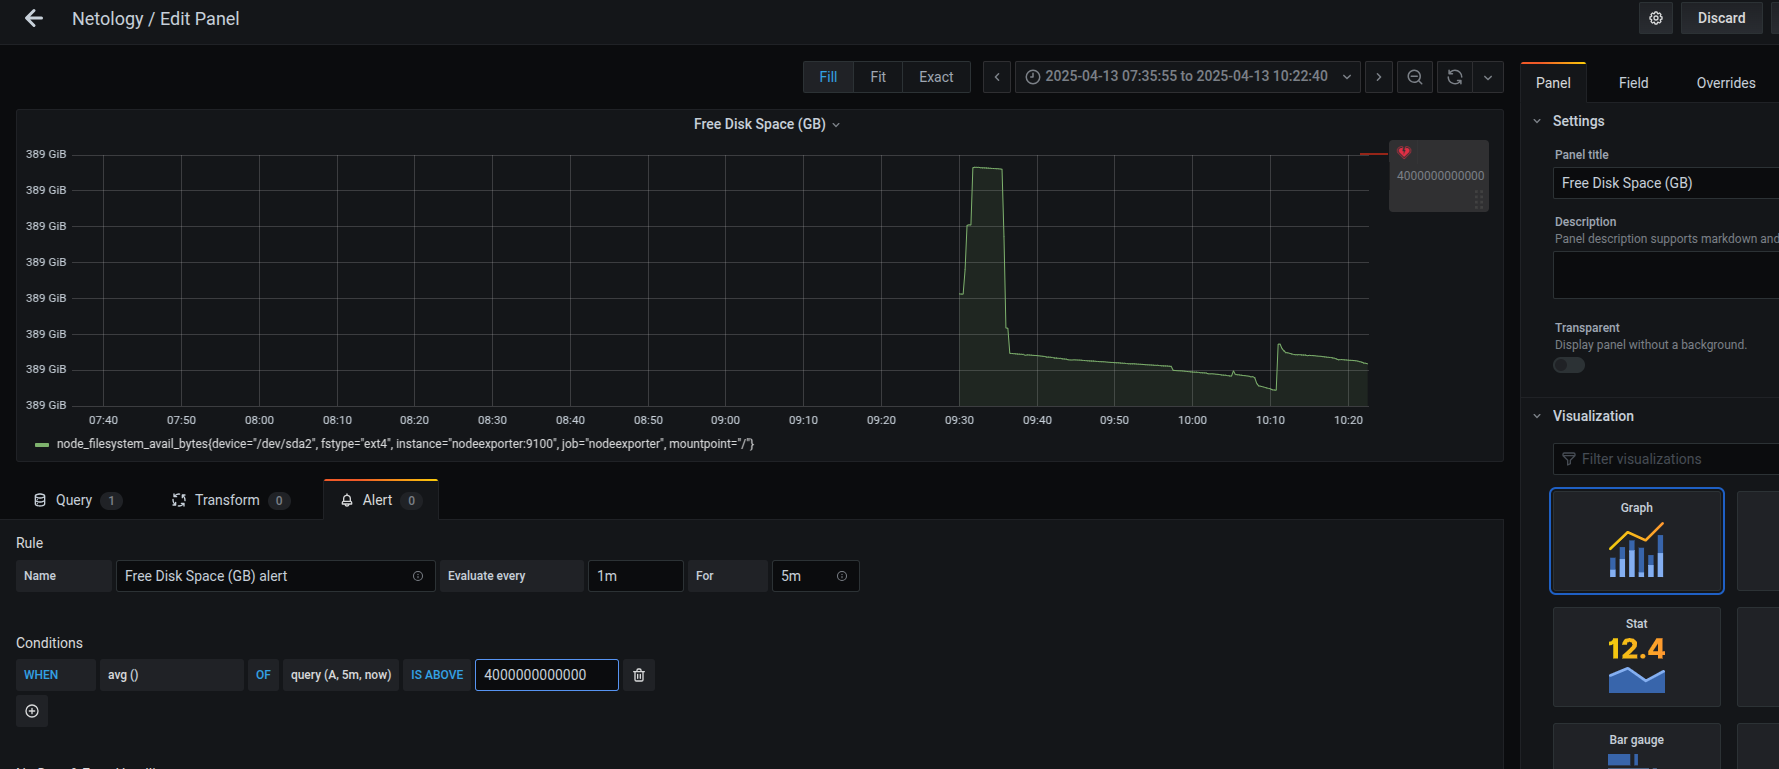 Netology / Edit Panel
Discard
Fill Fit Exact
2025-04-13 07:35:55 to 2025-04-13 10:22:40
Panel Field Overrides
Free Disk Space (GB)
389 GiB
389 GiB
389 GiB
389 GiB
389 GiB
389 GiB
389 GiB
389 GiB
4000000000000
07:40 07:50 08:00 08:10 08:20 08:30 08:40 08:50 09:00 09:10 09:20 09:30 09:40 09:50 10:00 10:10 10:20
node_filesystem_avail_bytes{device="/dev/sda2", fstype="ext4", instance="nodeexporter:9100", job="nodeexporter", mountpoint="/"}
Query 1 Transform 0 Alert 0
Rule
Name Free Disk Space (GB) alert Evaluate every 1m For 5m
Conditions
WHEN avg () OF query (A, 5m, now) IS ABOVE 4000000000000
Settings
Panel title
Free Disk Space (GB)
Description
Panel description supports markdown and
Transparent
Display panel without a background.
Visualization
Filter visualizations
Graph
Stat
12.4
Bar gauge